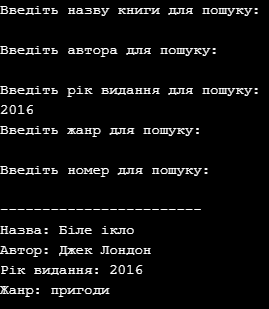 Введіть назву книги для пошуку:
Введіть автора для пошуку:
Введіть рік видання для пошуку:
2016
Введіть жанр для пошуку:
Введіть номер для пошуку:
------------------------
Назва: Біле ікло
Автор: Джек Лондон
Рік видання: 2016
Жанр: пригоди